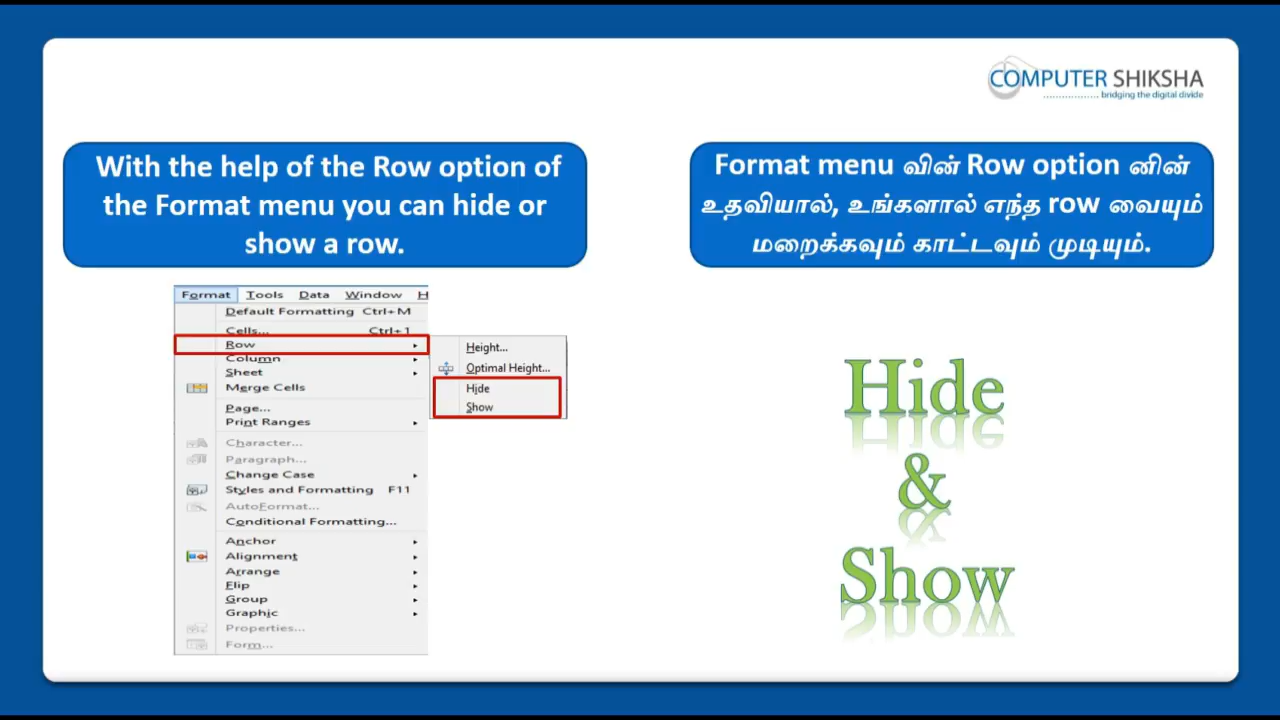 COMPUTER SHIKSHA
bridging the digital divide
With the help of the Row option of
the Format menu you can hide or
show a row.
Format menu வின் Row option னின்
உதவியால், உங்களால் எந்த row வையும்
மறைக்கவும் காட்டவும் முடியும்.
Format Tools Data Window H
Default Formatting Ctrl+M
Cells... Ctrl+1
Row
Column
Sheet
Merge Cells
Page...
Print Ranges
Character...
Paragraph...
Change Case
Styles and Formatting F11
AutoFormat...
Conditional Formatting...
Anchor
Alignment
Arrange
Flip
Group
Graphic
Properties...
Form...
Height...
Optimal Height...
Hide
Show
Hide
&
Show